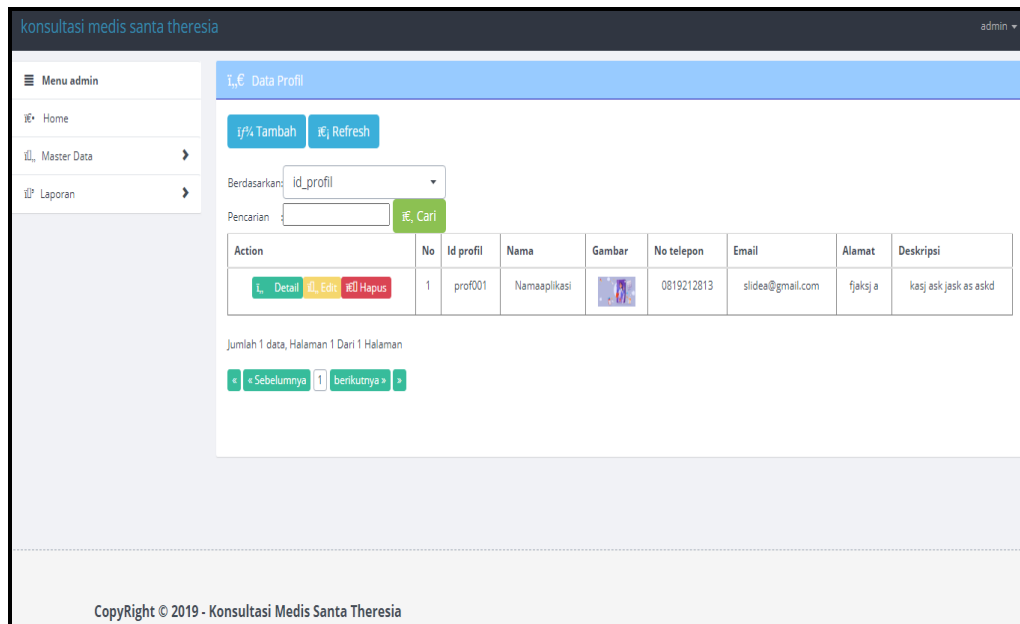 konsultasi medis santa theresia admin
Menu admin
Home
Master Data
Laporan
ï„€ Data Profil
Tambah Refresh
Berdasarkan: id_profil
Pencarian :
Cari
Action No Id profil Nama Gambar No telepon Email Alamat Deskripsi
Detail Edit Hapus 1 prof001 Namaaplikasi 0819212813 slidea@gmail.com fjaksj a kasj ask jask as askd
Jumlah 1 data, Halaman 1 Dari 1 Halaman
« « Sebelumnya 1 berikutnya » »
CopyRight © 2019 - Konsultasi Medis Santa Theresia